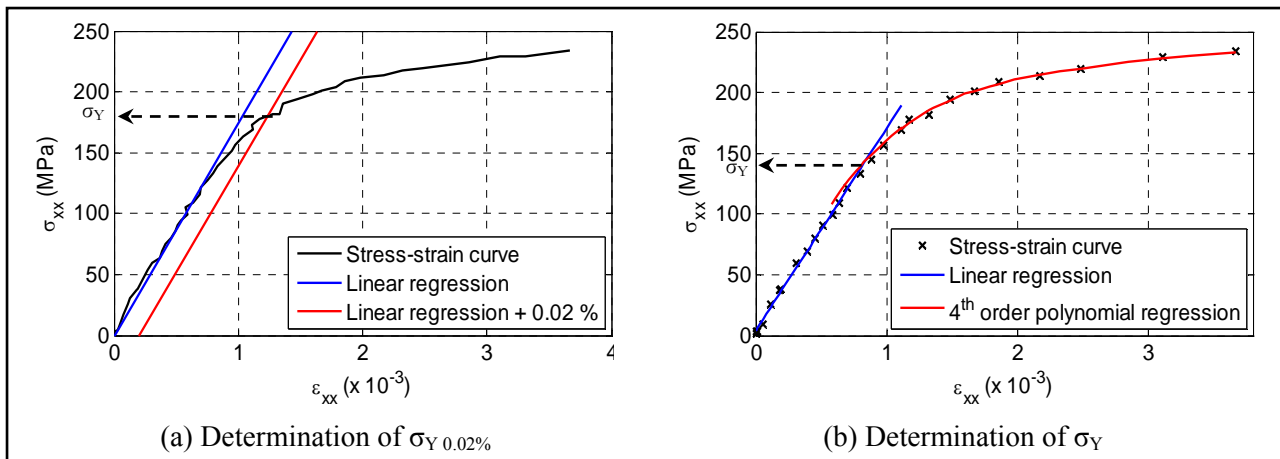 250
200
σY
150
100
50
0
σxx (MPa)
Stress-strain curve
Linear regression
Linear regression + 0.02 %
0 1 2 3 4
εxx (x 10-3)
(a) Determination of σY 0.02%
250
200
150
σY
100
50
0
σxx (MPa)
Stress-strain curve
Linear regression
4th order polynomial regression
0 1 2 3
εxx (x 10-3)
(b) Determination of σY